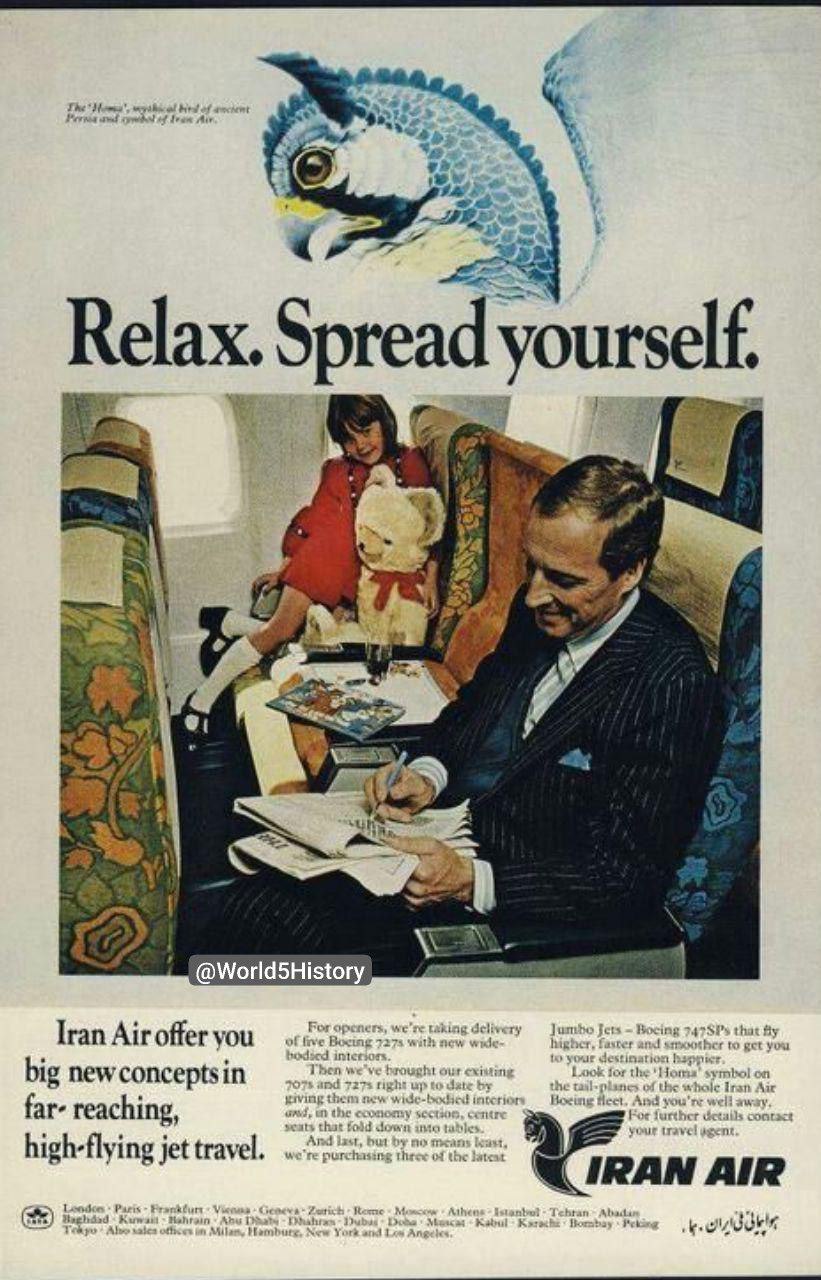 The 'Homa', mythical bird of ancient
Persia and symbol of Iran Air.
Relax. Spread yourself.
@World5History
Iran Air offer you
big new concepts in
far-reaching,
high-flying jet travel.
For openers, we're taking delivery
of five Boeing 727s with new wide-
bodied interiors.
Then we've brought our existing
707s and 727s right up to date by
giving them new wide-bodied interiors
and, in the economy section, centre
seats that fold down into tables.
And last, but by no means least,
we're purchasing three of the latest
Jumbo Jets – Boeing 747SPs that fly
higher, faster and smoother to get you
to your destination happier.
Look for the 'Homa' symbol on
the tail-planes of the whole Iran Air
Boeing fleet. And you're well away.
For further details contact
your travel agent.
IRAN AIR
IATA
London · Paris · Frankfurt · Vienna · Geneva · Zurich · Rome · Moscow · Athens · Istanbul · Tehran · Abadan
Baghdad · Kuwait · Bahrain · Abu Dhabi · Dhahran · Dubai · Doha · Muscat · Kabul · Karachi · Bombay · Peking
Tokyo · Also sales offices in Milan, Hamburg, New York and Los Angeles.
هواپیمائی ملی ایران ، هما ،